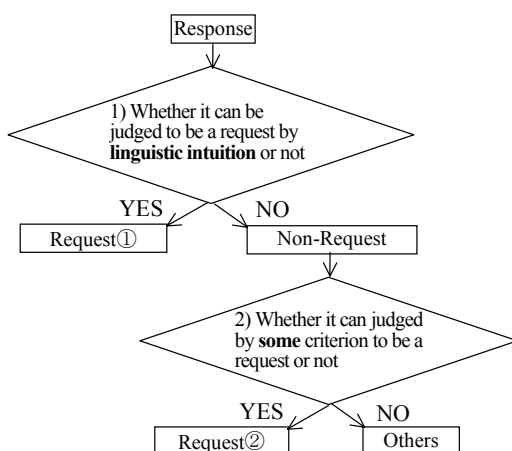 Response
1) Whether it can be
judged to be a request by
linguistic intuition or not
YES
NO
Request①
Non-Request
2) Whether it can judged
by some criterion to be a
request or not
YES
NO
Request②
Others